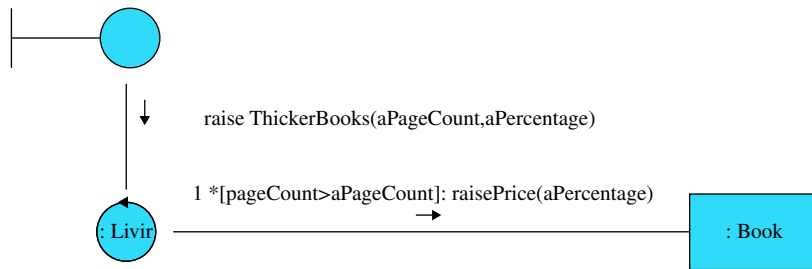 raise ThickerBooks(aPageCount,aPercentage)
1 *[pageCount>aPageCount]: raisePrice(aPercentage)
: Livir
: Book